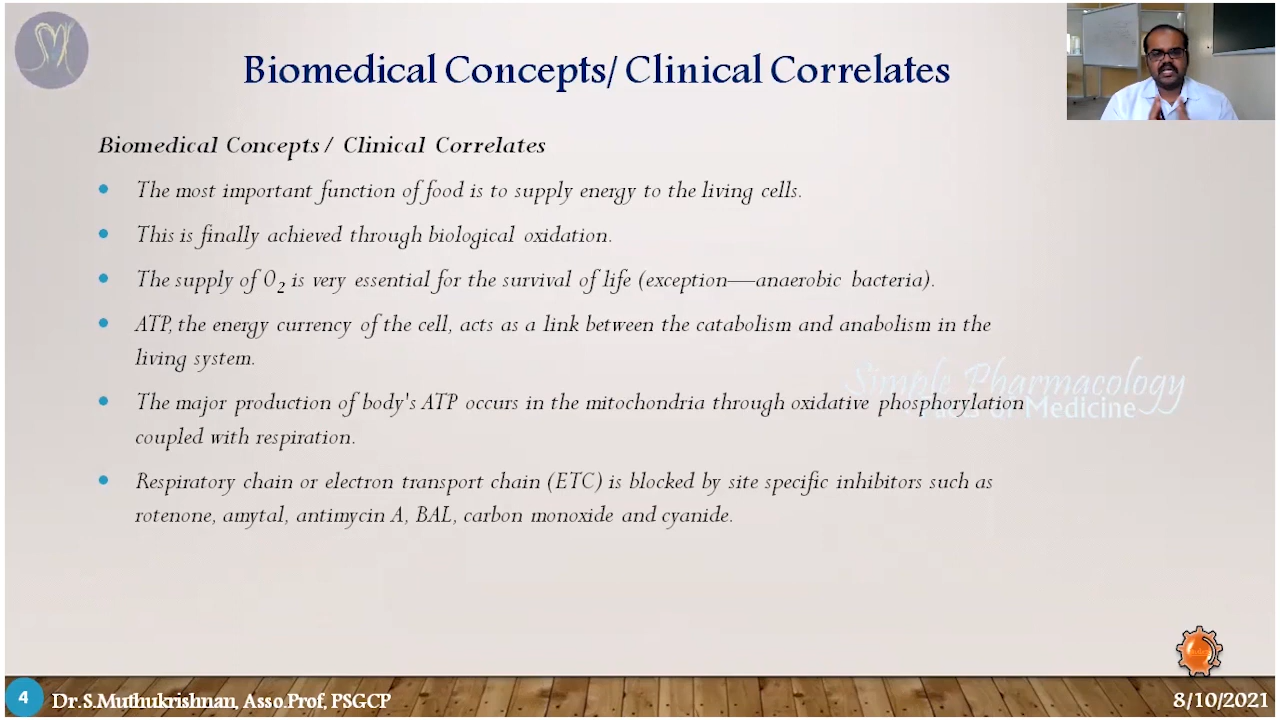 SMK
Biomedical Concepts/ Clinical Correlates
Biomedical Concepts / Clinical Correlates
The most important function of food is to supply energy to the living cells.
This is finally achieved through biological oxidation.
The supply of O₂ is very essential for the survival of life (exception—anaerobic bacteria).
ATP, the energy currency of the cell, acts as a link between the catabolism and anabolism in the
living system.
Simple Pharmacology
The major production of body's ATP occurs in the mitochondria through oxidative phosphorylation
Facts of Medicine
coupled with respiration.
Respiratory chain or electron transport chain (ETC) is blocked by site specific inhibitors such as
rotenone, amytal, antimycin A, BAL, carbon monoxide and cyanide.
4 Dr.S.Muthukrishnan, Asso.Prof, PSGCP
8/10/2021